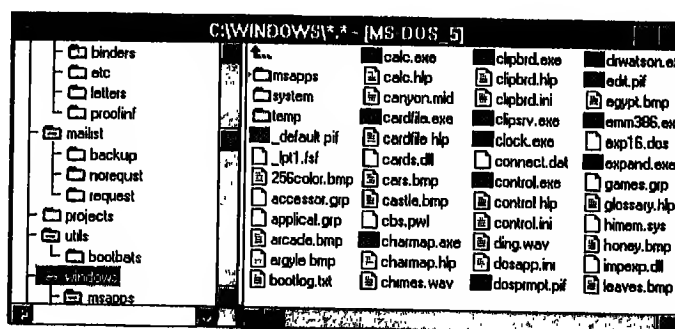 C:\WINDOWS\*.* - [MS-DOS_5]
binders
etc
letters
proofinf
mailist
backup
norequst
request
projects
utils
bootbats
windows
msapps
msapps
system
temp
_default.pif
_lpt1.fsf
256color.bmp
accessor.grp
applical.grp
arcade.bmp
argyle.bmp
bootlog.txt
calc.exe
calc.hlp
canyon.mid
cardfile.exe
cardfile.hlp
cards.dll
cars.bmp
castle.bmp
cbs.pwl
charmap.exe
charmap.hlp
chimes.wav
clipbrd.exe
clipbrd.hlp
clipbrd.ini
clipsrv.exe
clock.exe
connect.dat
control.exe
control.hlp
control.ini
ding.wav
dosapp.ini
dosprmpt.pif
drwatson.ex
edit.pif
egypt.bmp
emm386.ex
exp16.dos
expand.exe
games.grp
glossary.hlp
himem.sys
honey.bmp
impexp.dll
leaves.bmp